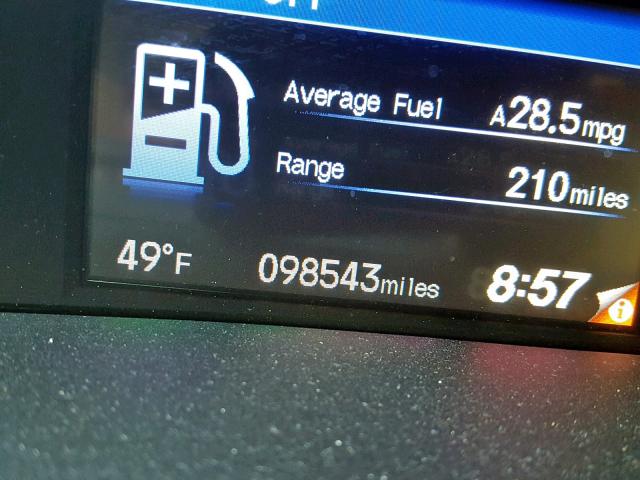 Average Fuel A28.5mpg
Range 210miles
49°F 098543miles 8:57
i